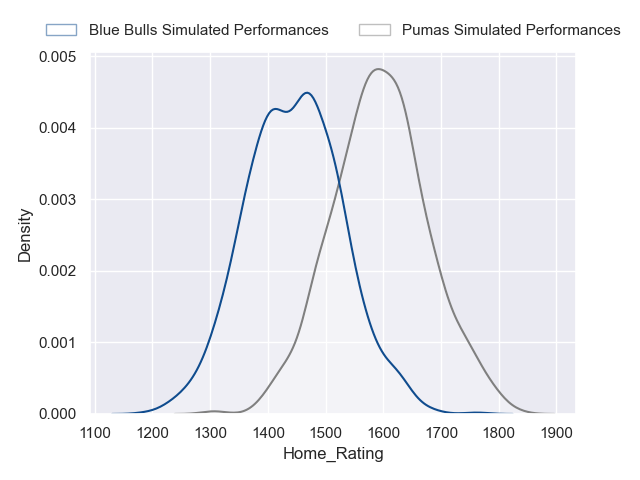 Blue Bulls Simulated Performances
Pumas Simulated Performances
0.005
0.004
0.003
0.002
0.001
0.000
Density
1100 1200 1300 1400 1500 1600 1700 1800 1900
Home_Rating